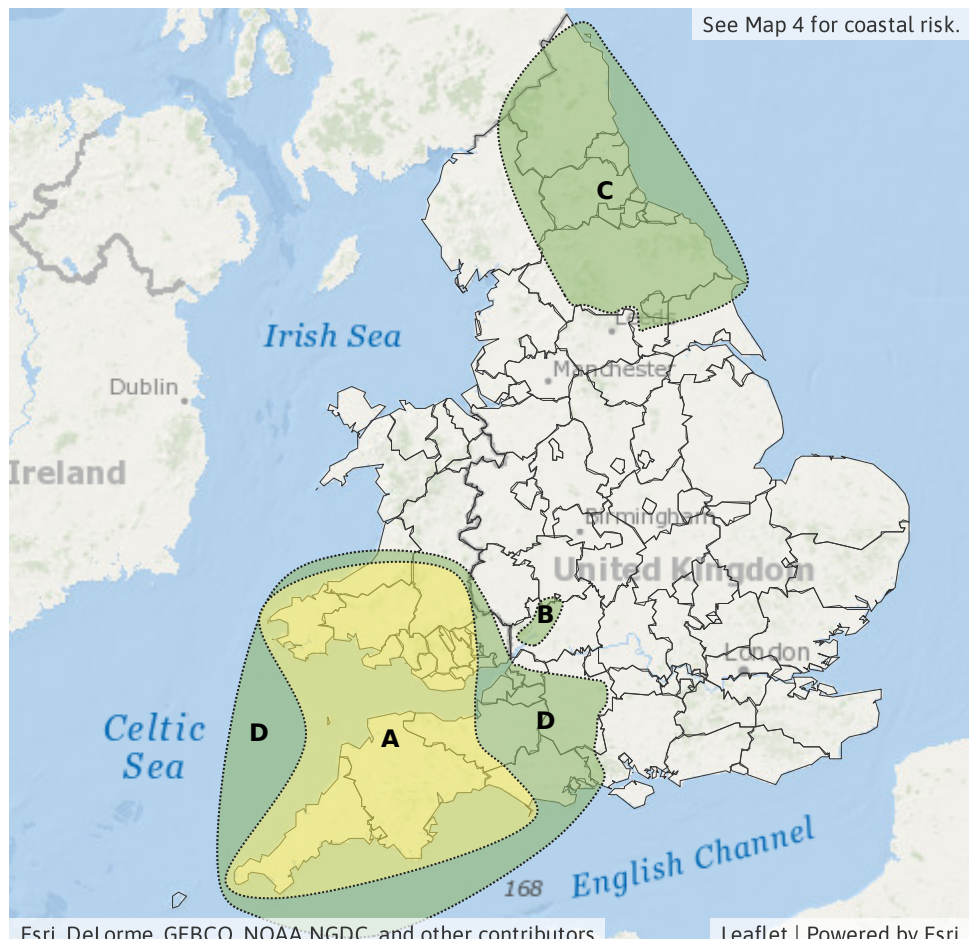 See Map 4 for coastal risk.
C
Leeds
Irish Sea
Manchester
Dublin
Ireland
Birmingham
United Kingdom
B
London
Celtic
Sea
D
A
D
English Channel
168
Esri, DeLorme, GEBCO, NOAA NGDC, and other contributors
Leaflet | Powered by Esri